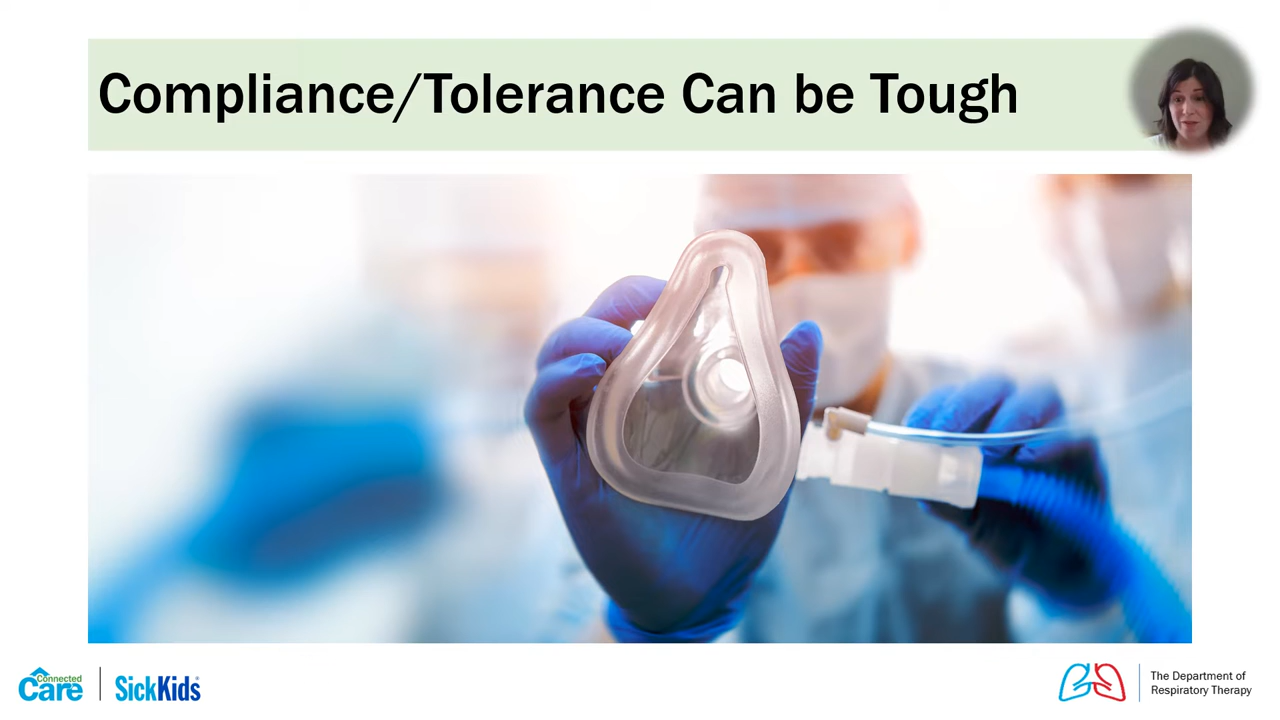 Compliance/Tolerance Can be Tough
Connected
Care
SickKids
The Department of
Respiratory Therapy